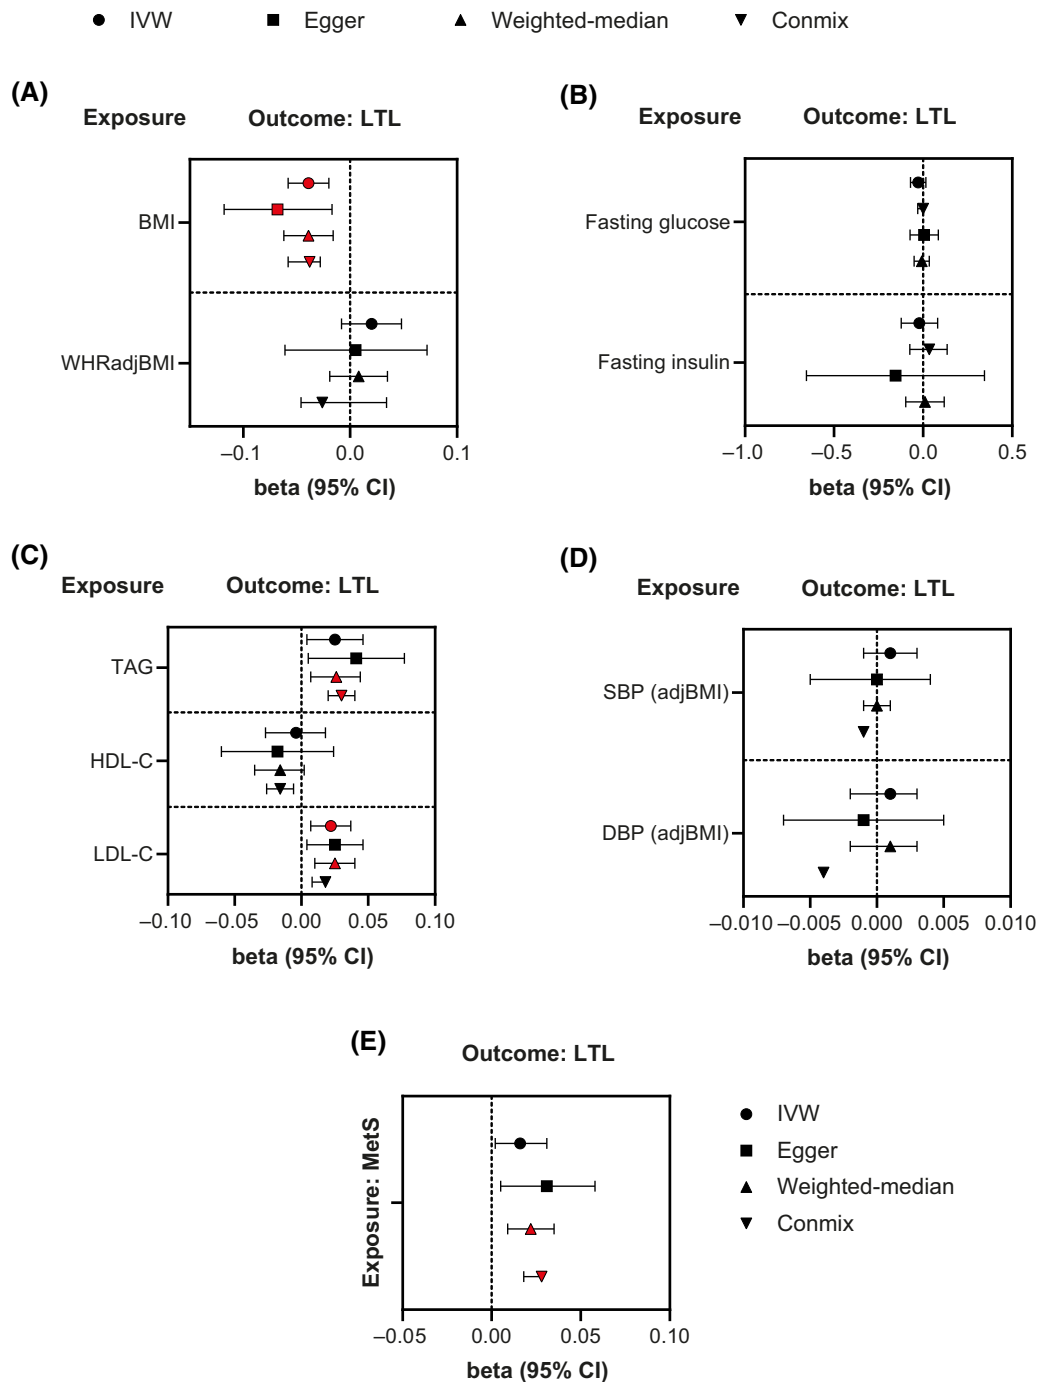 IVW Egger Weighted-median Conmix
(A)
Exposure Outcome: LTL
BMI
WHRadjBMI
–0.1 0.0 0.1
beta (95% CI)
(B)
Exposure Outcome: LTL
Fasting glucose
Fasting insulin
–1.0 –0.5 0.0 0.5
beta (95% CI)
(C)
Exposure Outcome: LTL
TAG
HDL-C
LDL-C
–0.10 –0.05 0.00 0.05 0.10
beta (95% CI)
(D)
Exposure Outcome: LTL
SBP (adjBMI)
DBP (adjBMI)
–0.010 –0.005 0.000 0.005 0.010
beta (95% CI)
(E)
Outcome: LTL
Exposure: MetS
–0.05 0.00 0.05 0.10
beta (95% CI)
IVW
Egger
Weighted-median
Conmix